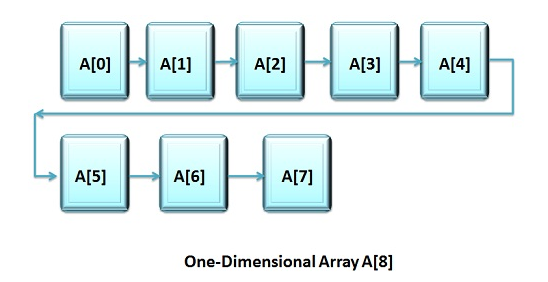 A[0] A[1] A[2] A[3] A[4]
A[5] A[6] A[7]
One-Dimensional Array A[8]